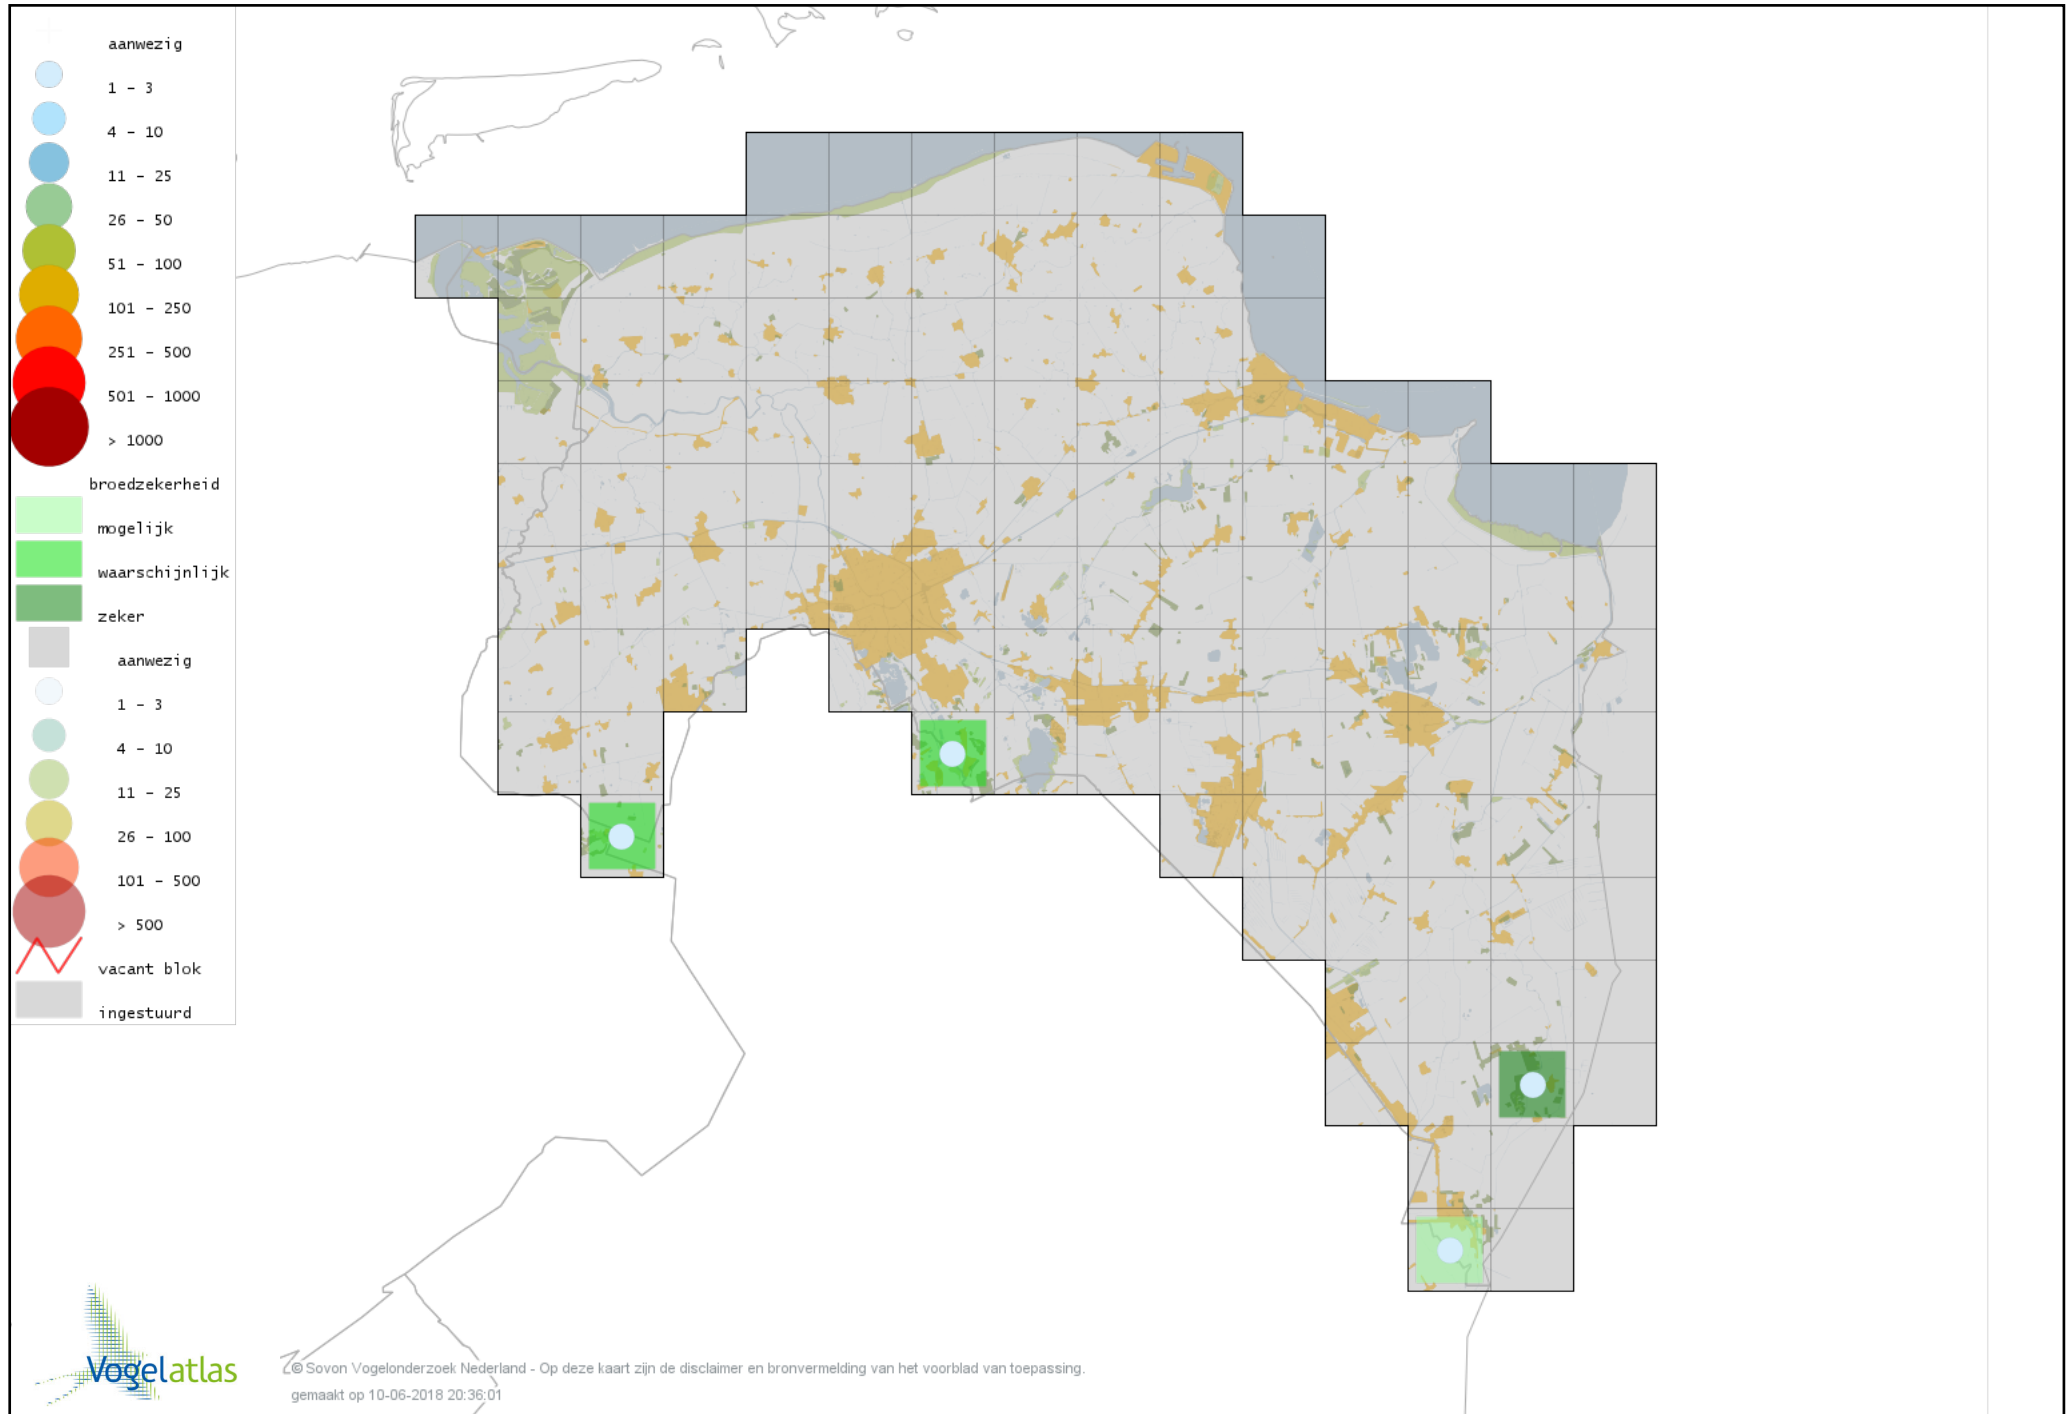 aanwezig
1 – 3
4 – 10
11 – 25
26 – 50
51 – 100
101 – 250
251 – 500
501 – 1000
> 1000
broedzekerheid
mogelijk
waarschijnlijk
zeker
aanwezig
1 – 3
4 – 10
11 – 25
26 – 100
101 – 500
> 500
vacant blok
ingestuurd
Vogelatlas
© Sovon Vogelonderzoek Nederland - Op deze kaart zijn de disclaimer en bronvermelding van het voorblad van toepassing.
gemaakt op 10-06-2018 20:36:01